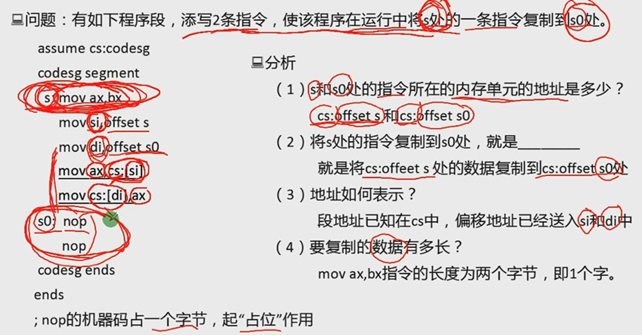 问题：有如下程序段，添写2条指令，使该程序在运行中将s处的一条指令复制到s0处。
assume cs:codesg
codesg segment
s: mov ax,bx
mov si,offset s
mov di,offset s0
mov ax,cs:[si]
mov cs:[di],ax
s0: nop
nop
codesg ends
ends
; nop的机器码占一个字节，起“占位”作用
分析
（1）s和s0处的指令所在的内存单元的地址是多少？
cs:offset s和cs:offset s0
（2）将s处的指令复制到s0处，就是________
就是将cs:offeet s 处的数据复制到cs:offset s0处
（3）地址如何表示？
段地址已知在cs中，偏移地址已经送入si和di中
（4）要复制的数据有多长？
mov ax,bx指令的长度为两个字节，即1个字。